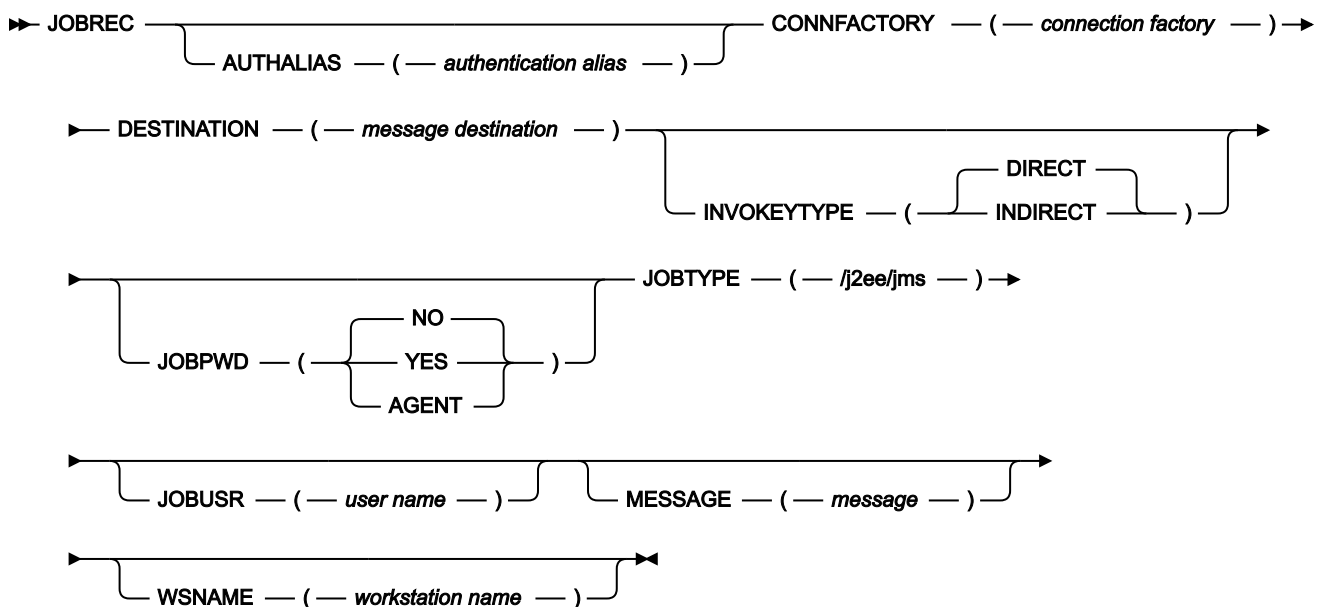 JOBREC CONNFACTORY ( connection factory )
AUTHALIAS ( authentication alias )
DESTINATION ( message destination )
DIRECT
INVOKEYTYPE ( INDIRECT )
JOBTYPE ( /j2ee/jms )
NO
JOBPWD ( YES )
AGENT
JOBUSR ( user name ) MESSAGE ( message )
WSNAME ( workstation name )